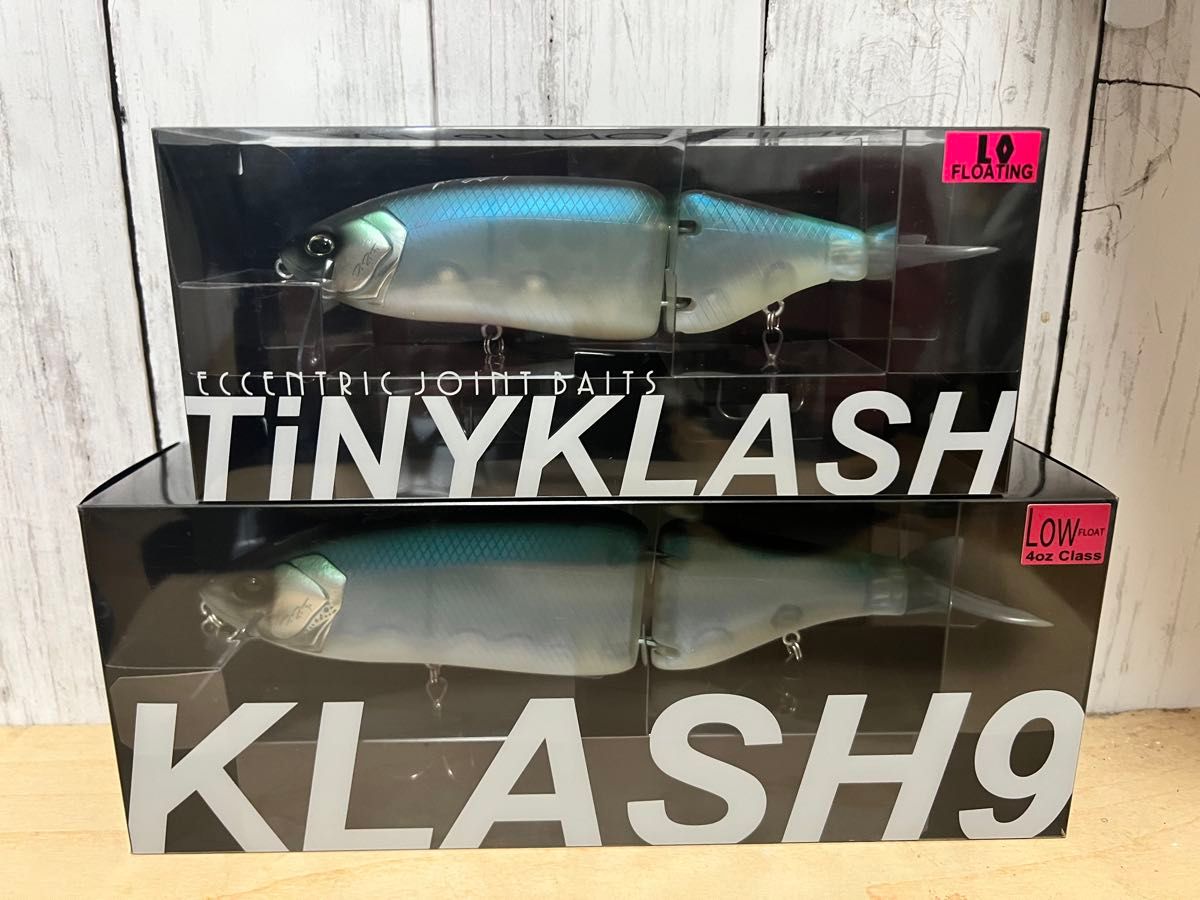 LO
FLOATING
ECCENTRIC JOINT BAITS
TiNYKLASH
LOW FLOAT
4oz Class
KLASH9